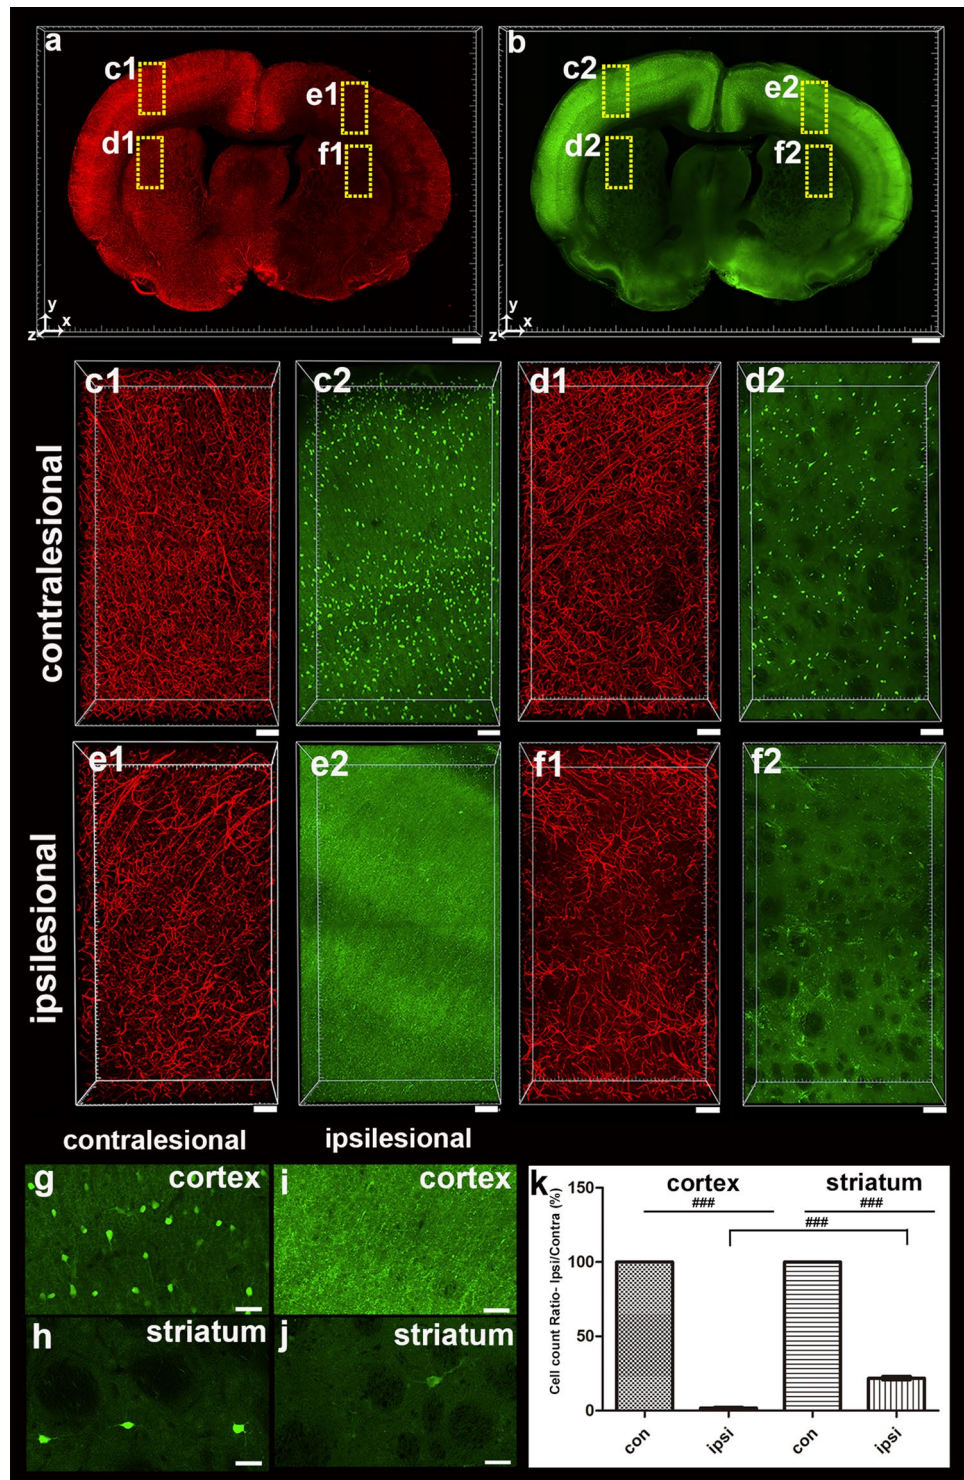 a
b
c1
e1
d1
f1
c2
e2
d2
f2
y
x
z
y
x
z
c1
c2
d1
d2
contralesional
e1
e2
f1
f2
ipsilesional
contralesional
ipsilesional
g
cortex
i
cortex
h
striatum
j
striatum
k
cortex
striatum
###
###
###
Cell count Ratio- Ipsi/Contra (%)
150
100
50
0
con
ipsi
con
ipsi